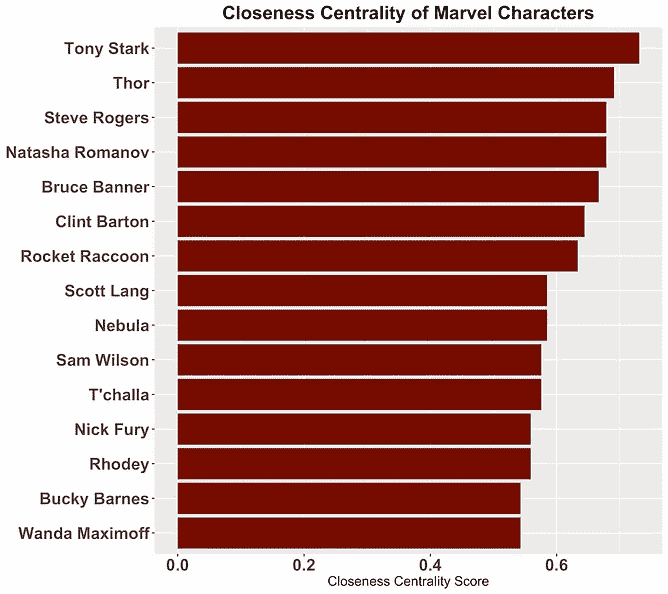 Closeness Centrality of Marvel Characters
Tony Stark
Thor
Steve Rogers
Natasha Romanov
Bruce Banner
Clint Barton
Rocket Raccoon
Scott Lang
Nebula
Sam Wilson
T'challa
Nick Fury
Rhodey
Bucky Barnes
Wanda Maximoff
0.0 0.2 0.4 0.6
Closeness Centrality Score